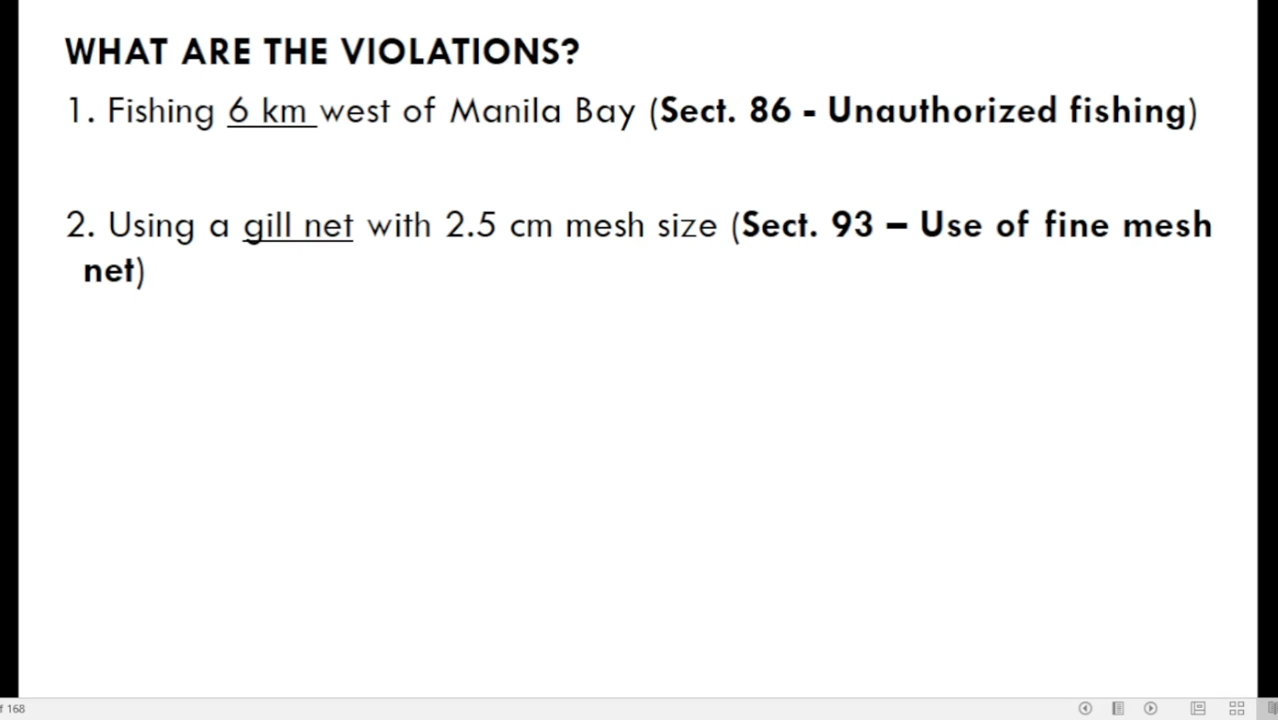 WHAT ARE THE VIOLATIONS?
1. Fishing 6 km west of Manila Bay (Sect. 86 - Unauthorized fishing)
2. Using a gill net with 2.5 cm mesh size (Sect. 93 – Use of fine mesh
net)
f 168